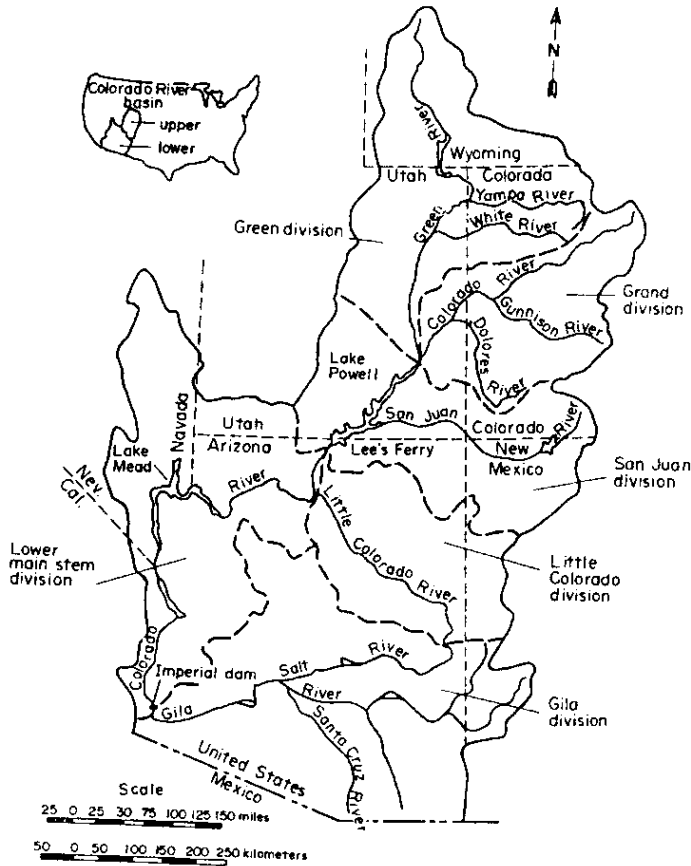 N
Colorado River
basin
upper
lower
River
Wyoming
Utah
Colorada
Yampa River
Green
White River
Green division
Colorado River
Grand
division
Gunnison River
Dolores
River
Lake
Powell
San Juan
River
Colorado
New
Mexico
Utah
Arizona
Navada
Lee's Ferry
Lake
Mead
San Juan
division
Nev.
Cal.
River
Little
Colorado River
Lower
main stem
division
Little
Colorado
division
Colorado
Imperial dam
Salt
River
Gila
River
Santa Cruz
River
Gila
division
United States
Mexico
Scale
25 0 25 30 75 100 125 150 miles
50 0 50 100 150 200 250 kilometers